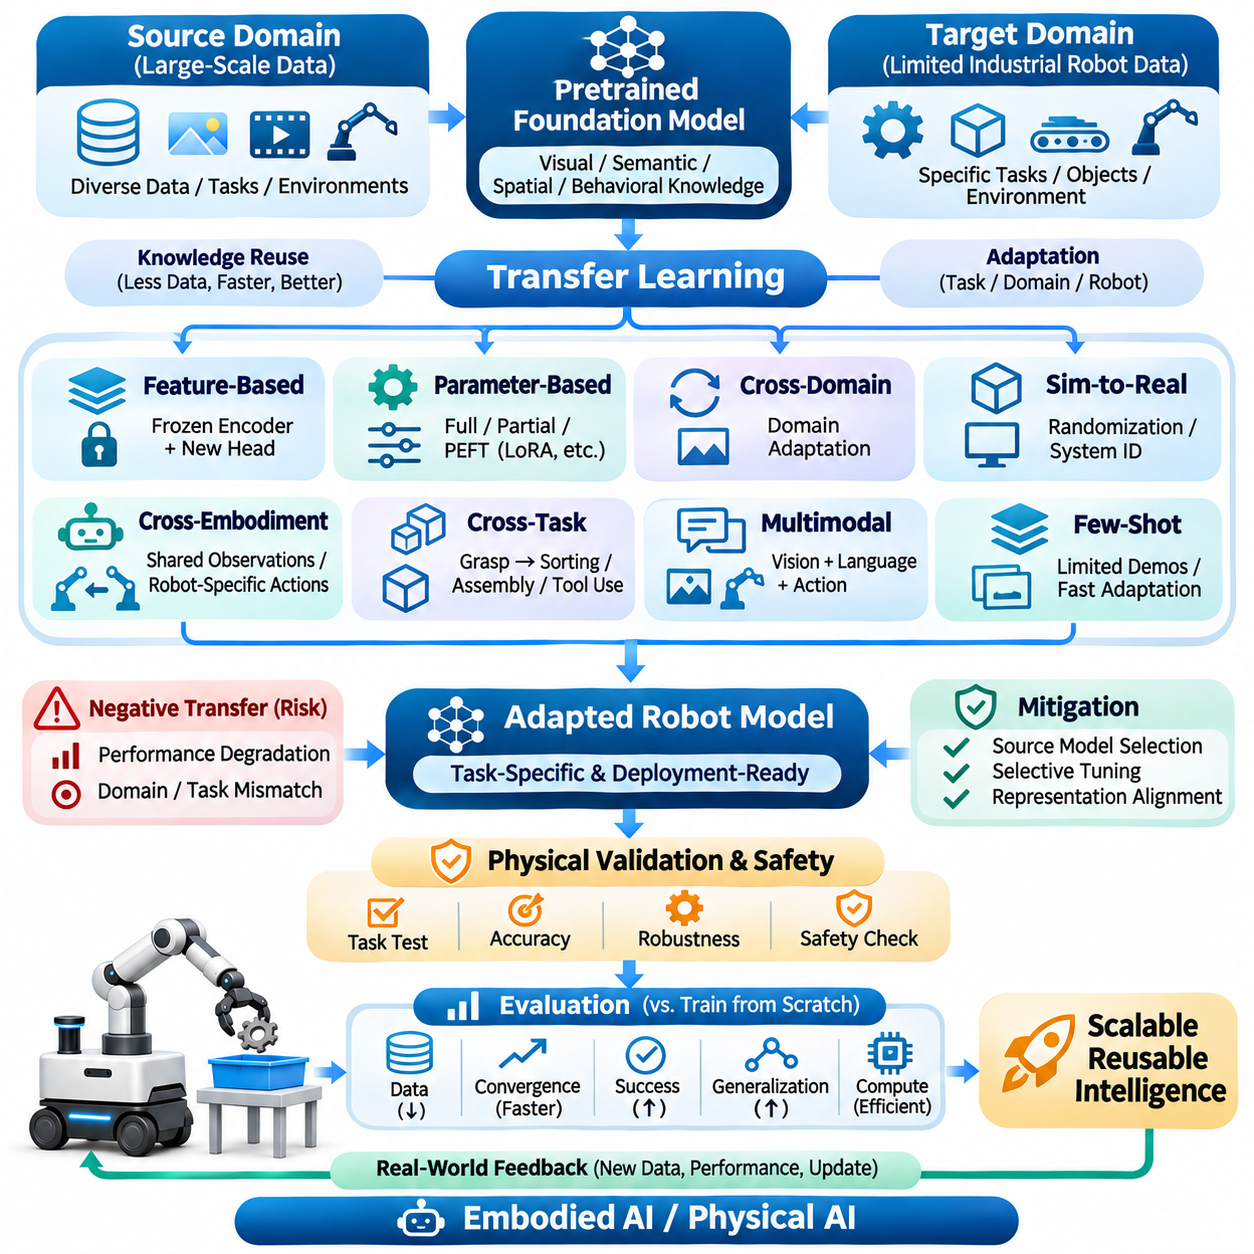 Source Domain
(Large-Scale Data)
Diverse Data / Tasks / Environments
Pretrained
Foundation Model
Visual / Semantic /
Spatial / Behavioral Knowledge
Target Domain
(Limited Industrial Robot Data)
Specific Tasks / Objects /
Environment
Knowledge Reuse
(Less Data, Faster, Better)
Transfer Learning
Adaptation
(Task / Domain / Robot)
Feature-Based
Frozen Encoder
+ New Head
Parameter-Based
Full / Partial /
PEFT (LoRA, etc.)
Cross-Domain
Domain
Adaptation
Sim-to-Real
Randomization /
System ID
Cross-Embodiment
Shared Observations /
Robot-Specific Actions
Cross-Task
Grasp → Sorting /
Assembly / Tool Use
Multimodal
Vision + Language
+ Action
Few-Shot
Limited Demos /
Fast Adaptation
Negative Transfer (Risk)
Performance Degradation
Domain / Task Mismatch
Adapted Robot Model
Task-Specific & Deployment-Ready
Mitigation
Source Model Selection
Selective Tuning
Representation Alignment
Physical Validation & Safety
Task Test
Accuracy
Robustness
Safety Check
Evaluation (vs. Train from Scratch)
Data
(↓)
Convergence
(Faster)
Success
(↑)
Generalization
(↑)
Compute
(Efficient)
Scalable
Reusable
Intelligence
Real-World Feedback (New Data, Performance, Update)
Embodied AI / Physical AI